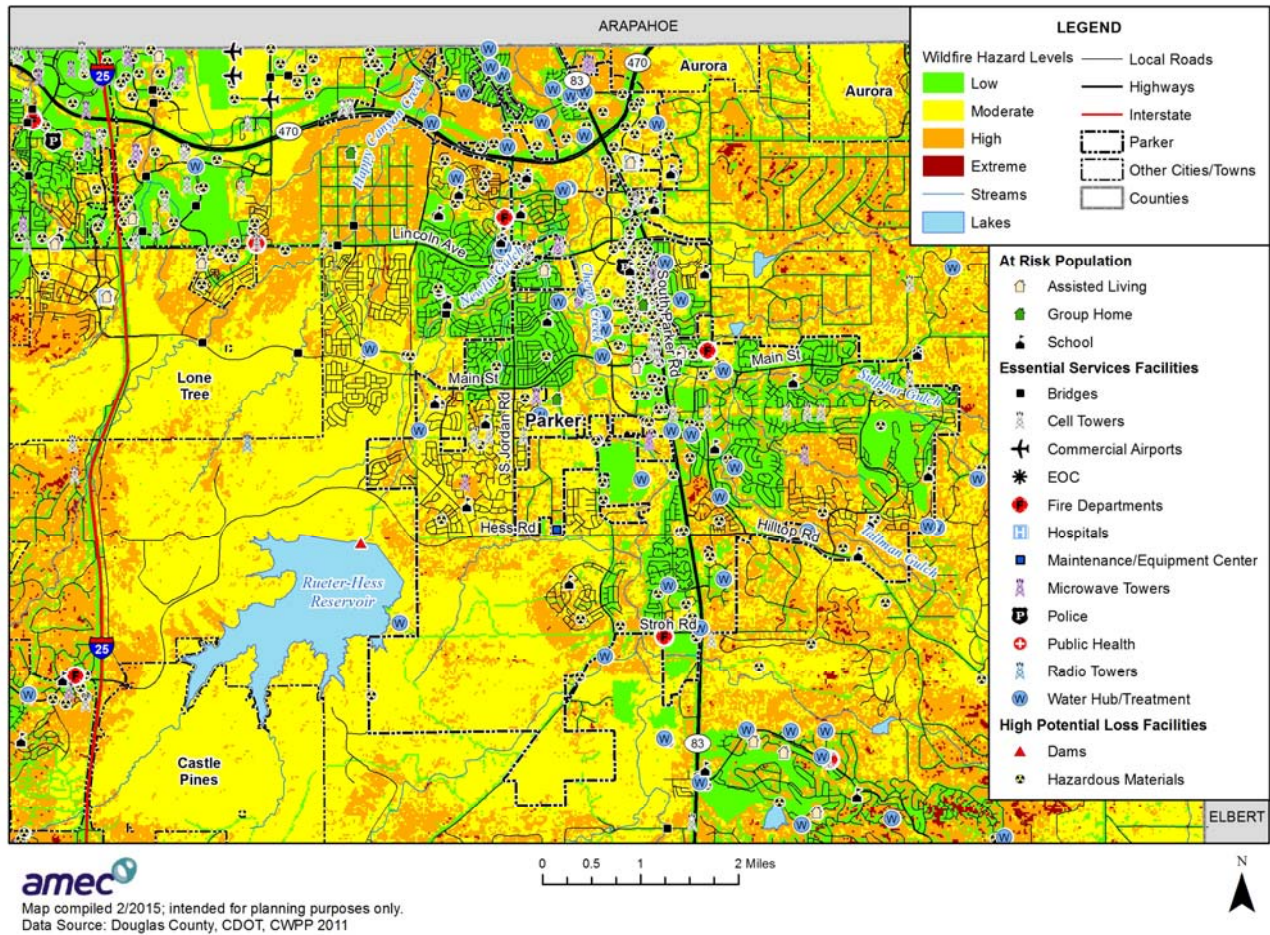 ARAPAHOE
LEGEND
Wildfire Hazard Levels
Low
Moderate
High
Extreme
Streams
Lakes
Local Roads
Highways
Interstate
Parker
Other Cities/Towns
Counties
At Risk Population
Assisted Living
Group Home
School
Essential Services Facilities
Bridges
Cell Towers
Commercial Airports
EOC
Fire Departments
Hospitals
Maintenance/Equipment Center
Microwave Towers
Police
Public Health
Radio Towers
Water Hub/Treatment
High Potential Loss Facilities
Dams
Hazardous Materials
25
470
83
470
Aurora
Aurora
Happy Canyon Creek
Lincoln Ave
Newlin Gulch
Cherry Creek
South Parker Rd
Lone
Tree
Main St
Main St
Sulphur Gulch
S Jordan Rd
Parker
Hess Rd
Hilltop Rd
Tallman Gulch
Rueter-Hess
Reservoir
Stroh Rd
25
83
Castle
Pines
ELBERT
amec
0 0.5 1 2 Miles
N
Map compiled 2/2015; intended for planning purposes only.
Data Source: Douglas County, CDOT, CWPP 2011